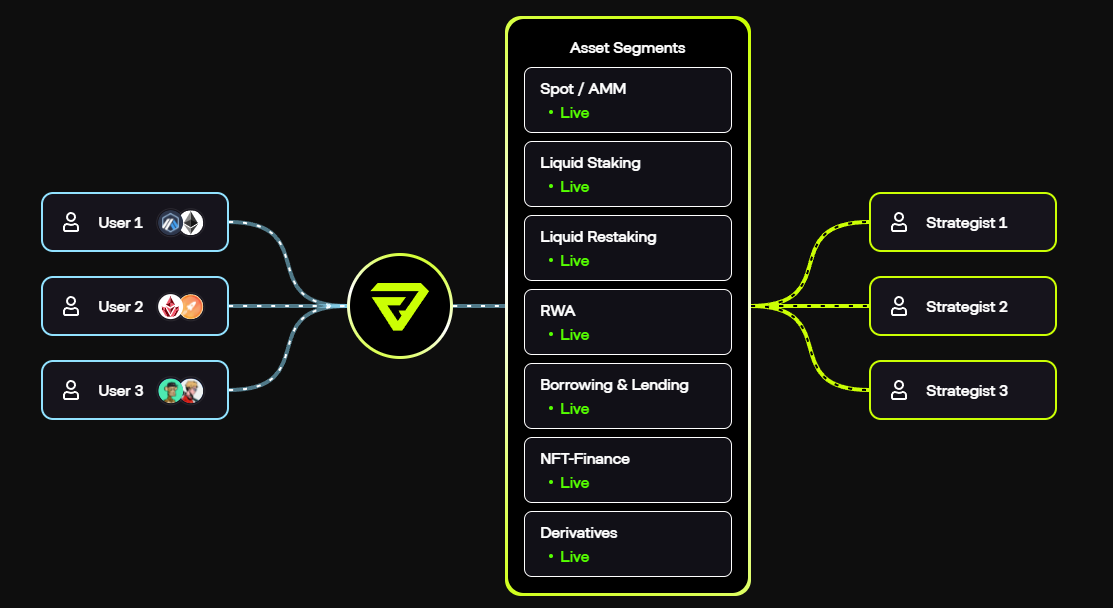 Asset Segments
Spot / AMM
• Live
Liquid Staking
• Live
Liquid Restaking
• Live
RWA
• Live
Borrowing & Lending
• Live
NFT-Finance
• Live
Derivatives
• Live
User 1
User 2
User 3
Strategist 1
Strategist 2
Strategist 3